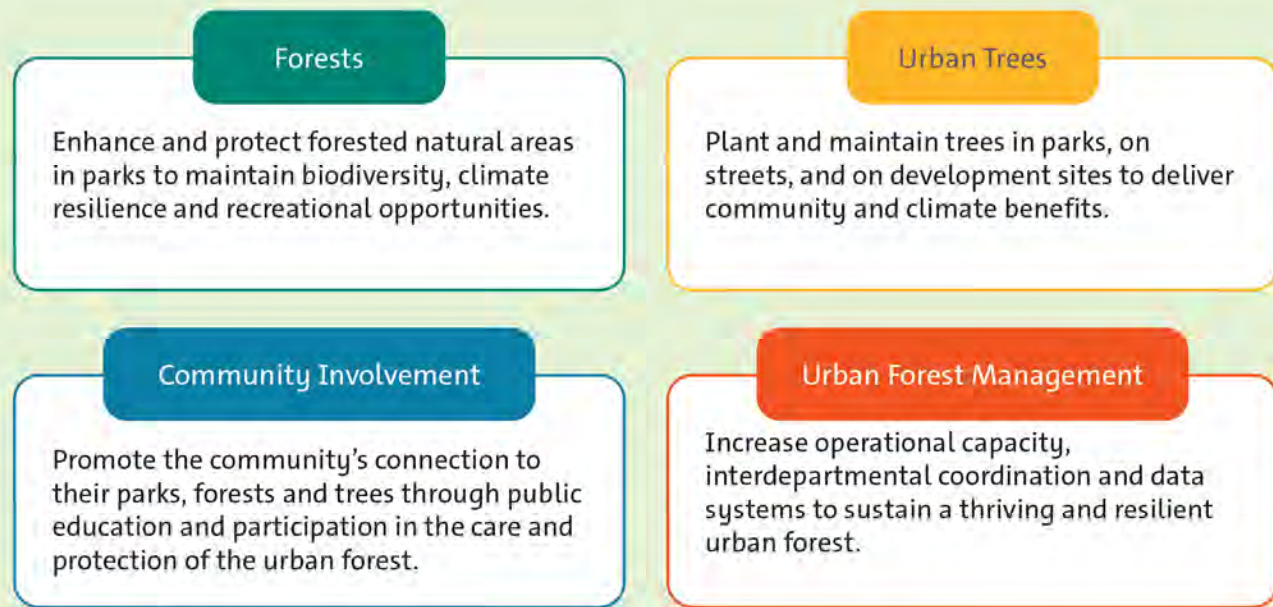 Forests
Enhance and protect forested natural areas
in parks to maintain biodiversity, climate
resilience and recreational opportunities.
Urban Trees
Plant and maintain trees in parks, on
streets, and on development sites to deliver
community and climate benefits.
Community Involvement
Promote the community's connection to
their parks, forests and trees through public
education and participation in the care and
protection of the urban forest.
Urban Forest Management
Increase operational capacity,
interdepartmental coordination and data
systems to sustain a thriving and resilient
urban forest.